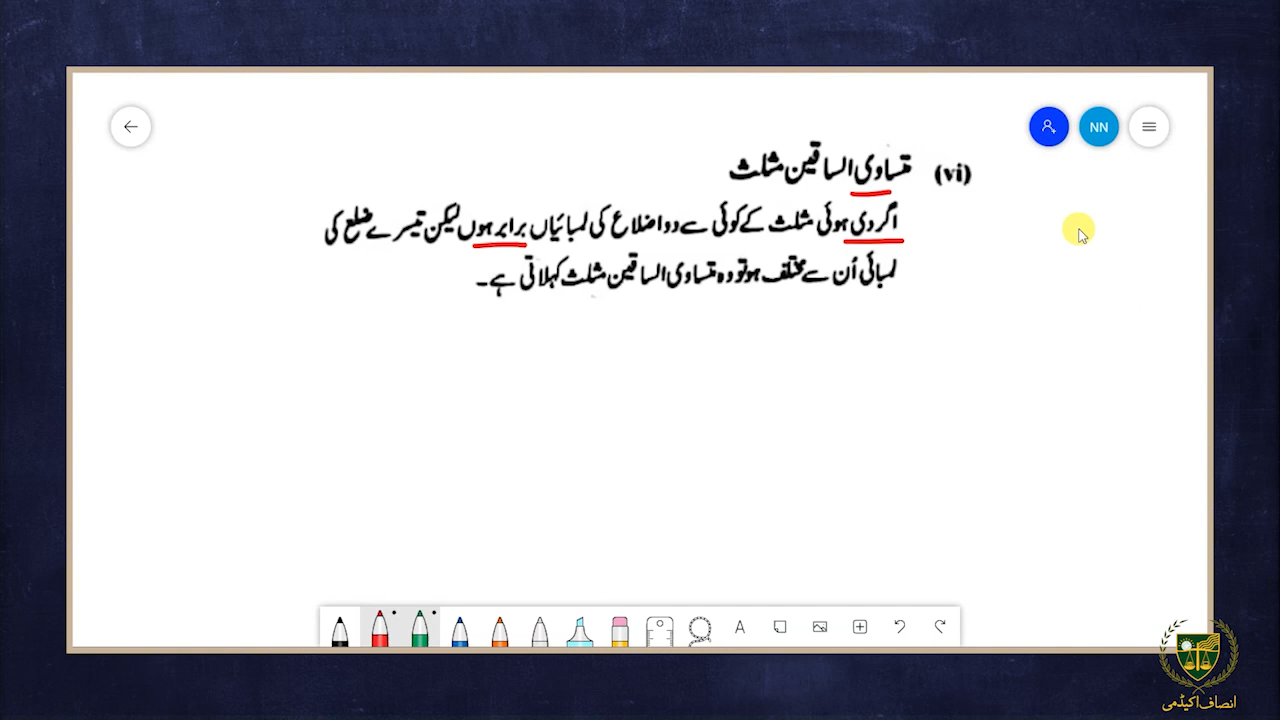 NN
(vi) متساوی الساقین مثلث
اگر دی ہوئی مثلث کے کوئی سے دو اضلاع کی لمبائیاں برابر ہوں لیکن تیسرے ضلع کی
لمبائی اُن سے مختلف ہو تو وہ متساوی الساقین مثلث کہلاتی ہے۔
A
انصاف اکیڈمی